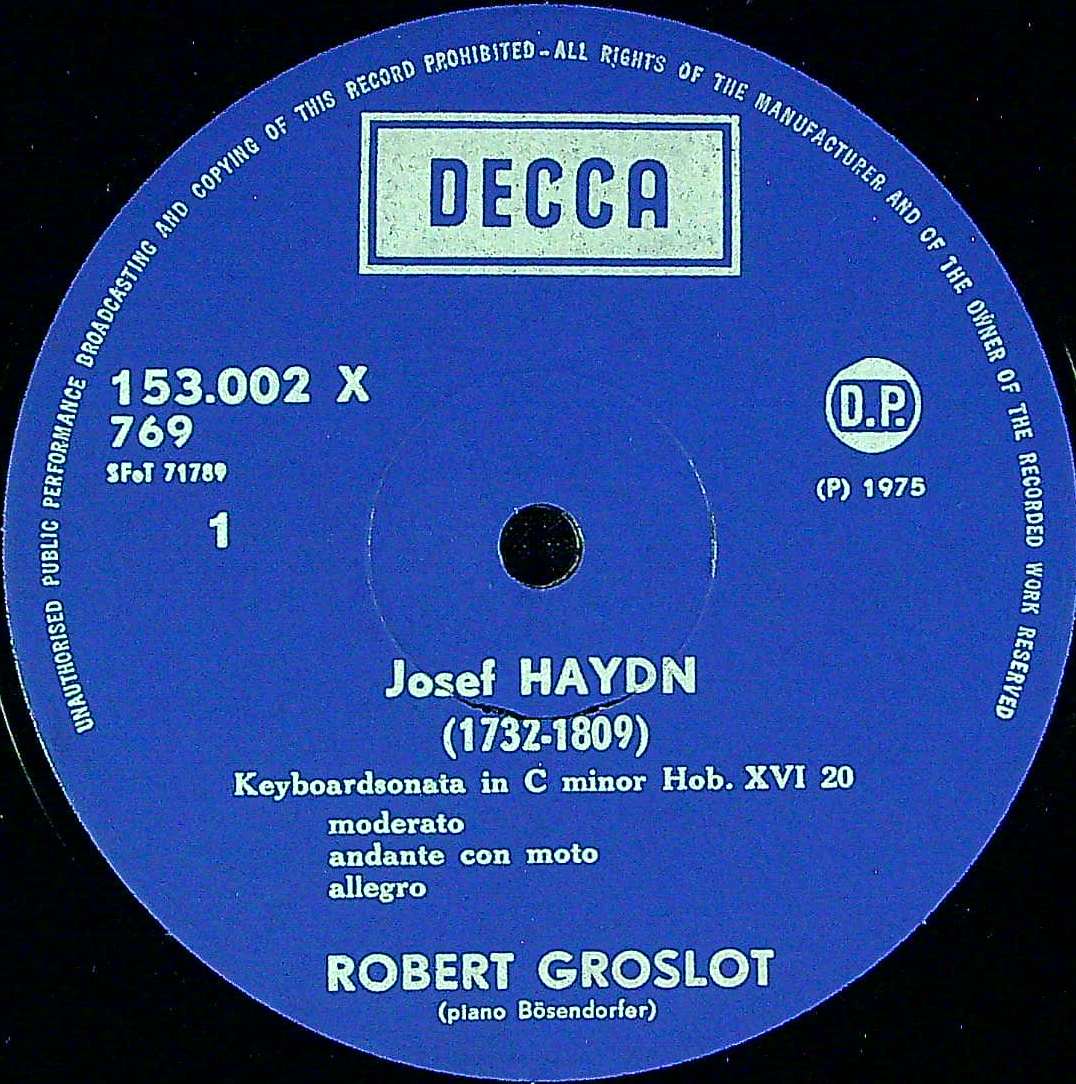 UNAUTHORISED PUBLIC PERFORMANCE BROADCASTING AND COPYING OF THIS RECORD PROHIBITED - ALL RIGHTS OF THE MANUFACTURER AND OF THE OWNER OF THE RECORDED WORK RESERVED
DECCA
153.002 X
769
SFeT 71789
1
D.P.
(P) 1975
Josef HAYDN
(1732-1809)
Keyboardsonata in C minor Hob. XVI 20
moderato
andante con moto
allegro
ROBERT GROSLOT
(piano Bösendorfer)